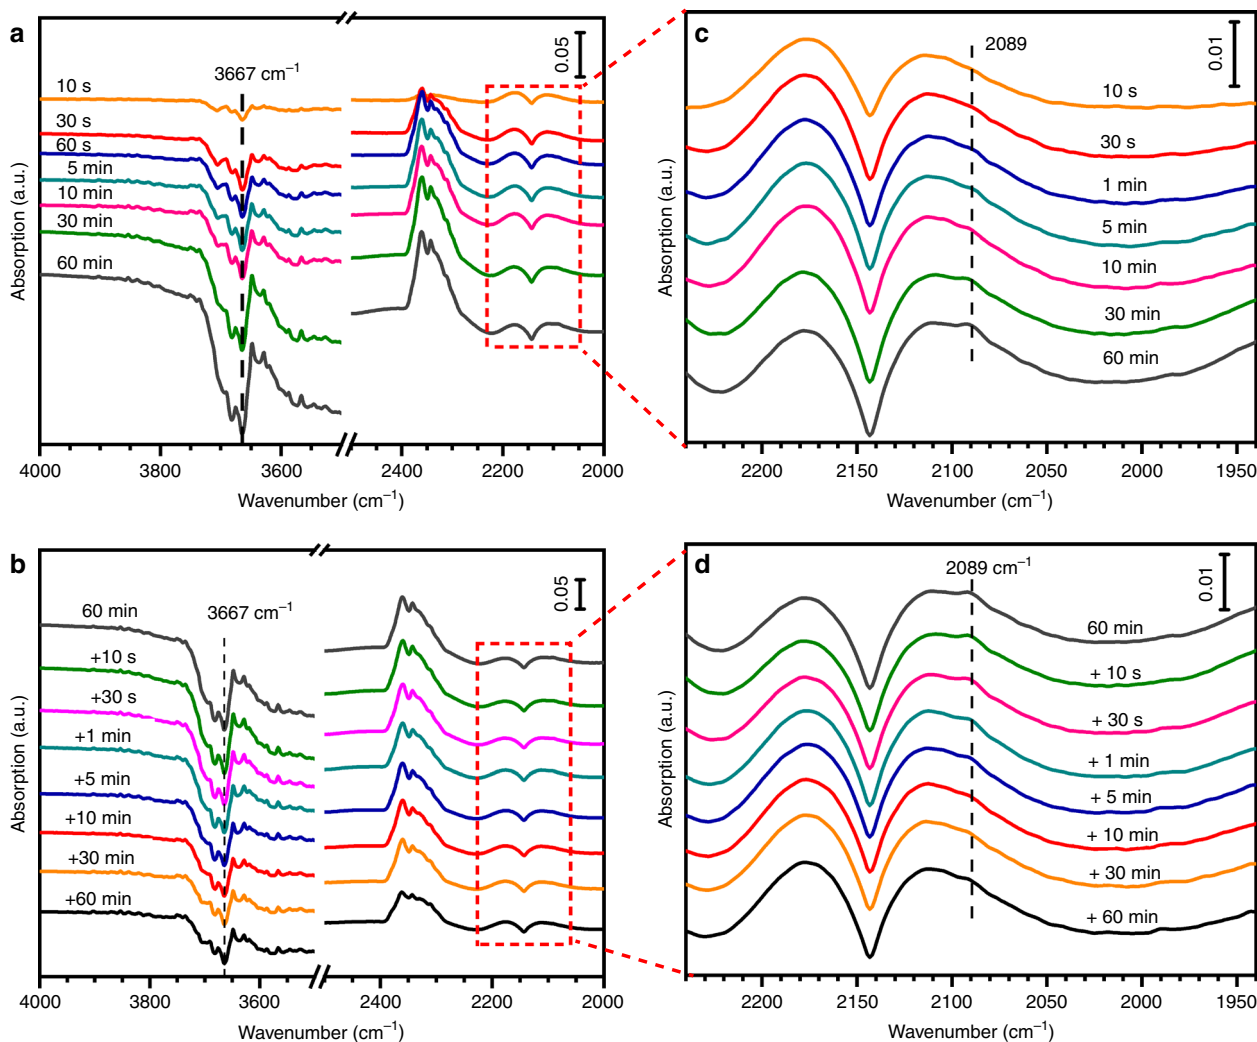 a
3667 cm⁻¹
0.05
10 s
30 s
60 s
5 min
10 min
30 min
60 min
Absorption (a.u.)
4000 3800 3600 2400 2200 2000
Wavenumber (cm⁻¹)
c
2089
0.01
10 s
30 s
1 min
5 min
10 min
30 min
60 min
Absorption (a.u.)
2200 2150 2100 2050 2000 1950
Wavenumber (cm⁻¹)
b
3667 cm⁻¹
0.05
60 min
+10 s
+30 s
+1 min
+5 min
+10 min
+30 min
+60 min
Absorption (a.u.)
4000 3800 3600 2400 2200 2000
Wavenumber (cm⁻¹)
d
2089 cm⁻¹
0.01
60 min
+ 10 s
+ 30 s
+ 1 min
+ 5 min
+ 10 min
+ 30 min
+ 60 min
Absorption (a.u.)
2200 2150 2100 2050 2000 1950
Wavenumber (cm⁻¹)